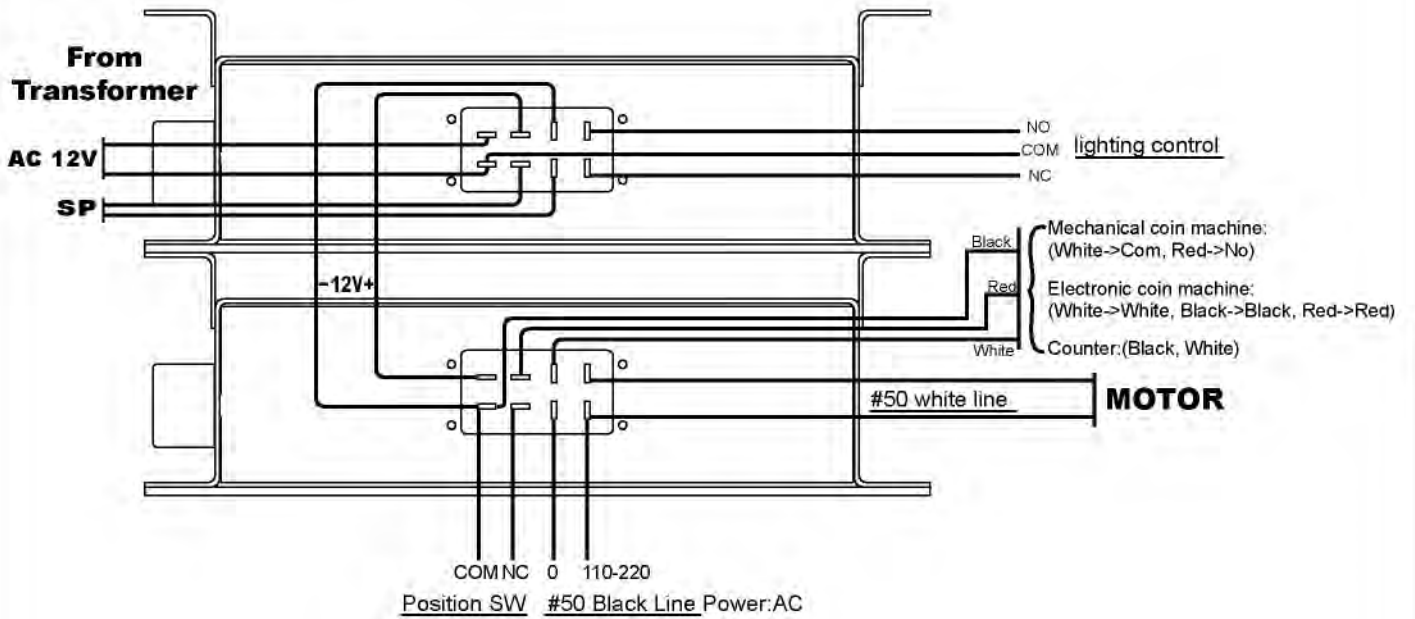 From
Transformer
AC 12V
SP
NO
COM
NC
lighting control
-12V+
Black
Red
White
Mechanical coin machine:
(White->Com, Red->No)
Electronic coin machine:
(White->White, Black->Black, Red->Red)
Counter:(Black, White)
#50 white line
MOTOR
COM NC 0 110-220
Position SW #50 Black Line Power:AC